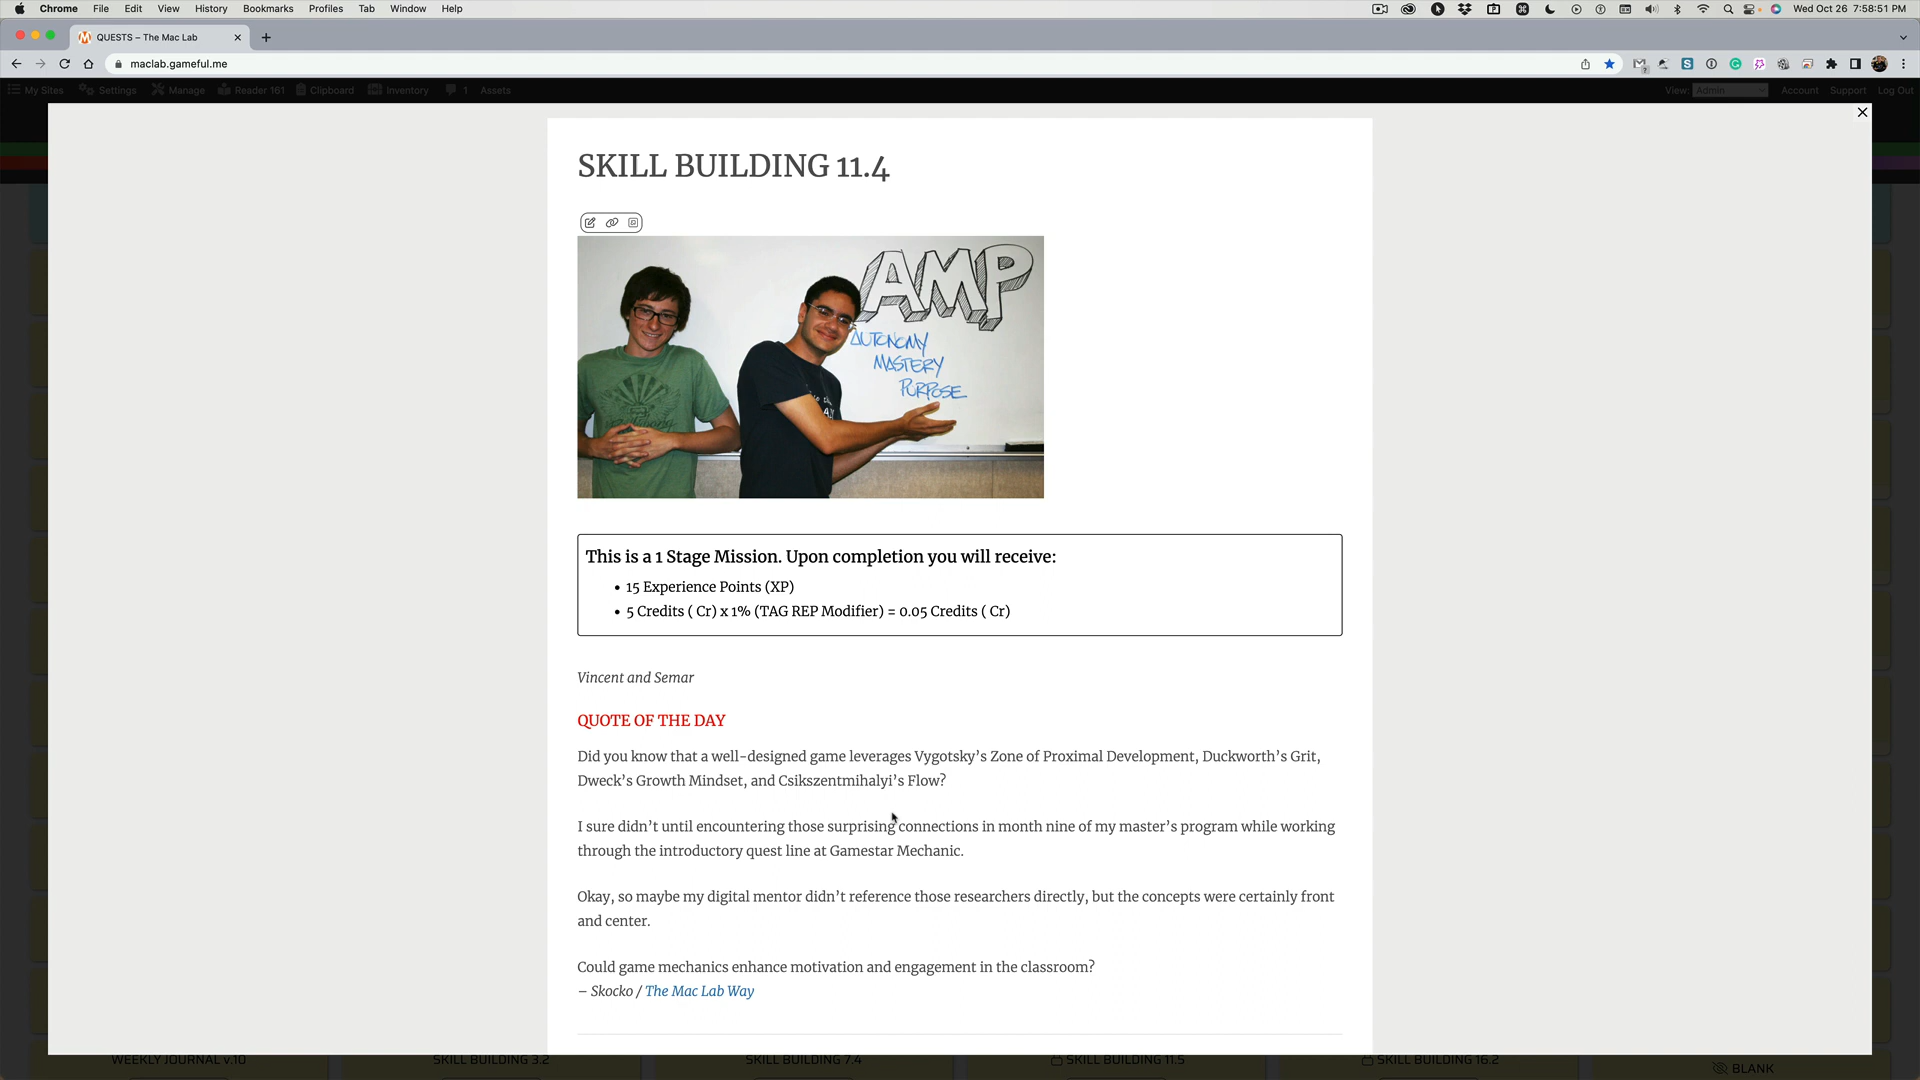 Chrome File Edit View History Bookmarks Profiles Tab Window Help
Wed Oct 26 7:58:51 PM
QUESTS – The Mac Lab
maclab.gameful.me
My Sites Settings Manage Reader 161 Clipboard Inventory 1 Assets
View: Admin Account Support Log Out
SKILL BUILDING 11.4
AMP
AUTONOMY
MASTERY
PURPOSE
This is a 1 Stage Mission. Upon completion you will receive:
• 15 Experience Points (XP)
• 5 Credits ( Cr) x 1% (TAG REP Modifier) = 0.05 Credits ( Cr)
Vincent and Semar
QUOTE OF THE DAY
Did you know that a well-designed game leverages Vygotsky’s Zone of Proximal Development, Duckworth’s Grit,
Dweck’s Growth Mindset, and Csikszentmihalyi’s Flow?
I sure didn’t until encountering those surprising connections in month nine of my master’s program while working
through the introductory quest line at Gamestar Mechanic.
Okay, so maybe my digital mentor didn’t reference those researchers directly, but the concepts were certainly front
and center.
Could game mechanics enhance motivation and engagement in the classroom?
– Skocko / The Mac Lab Way
WEEKLY JOURNAL v.10 SKILL BUILDING 3.2 SKILL BUILDING 7.4 SKILL BUILDING 11.5 SKILL BUILDING 16.2
BLANK